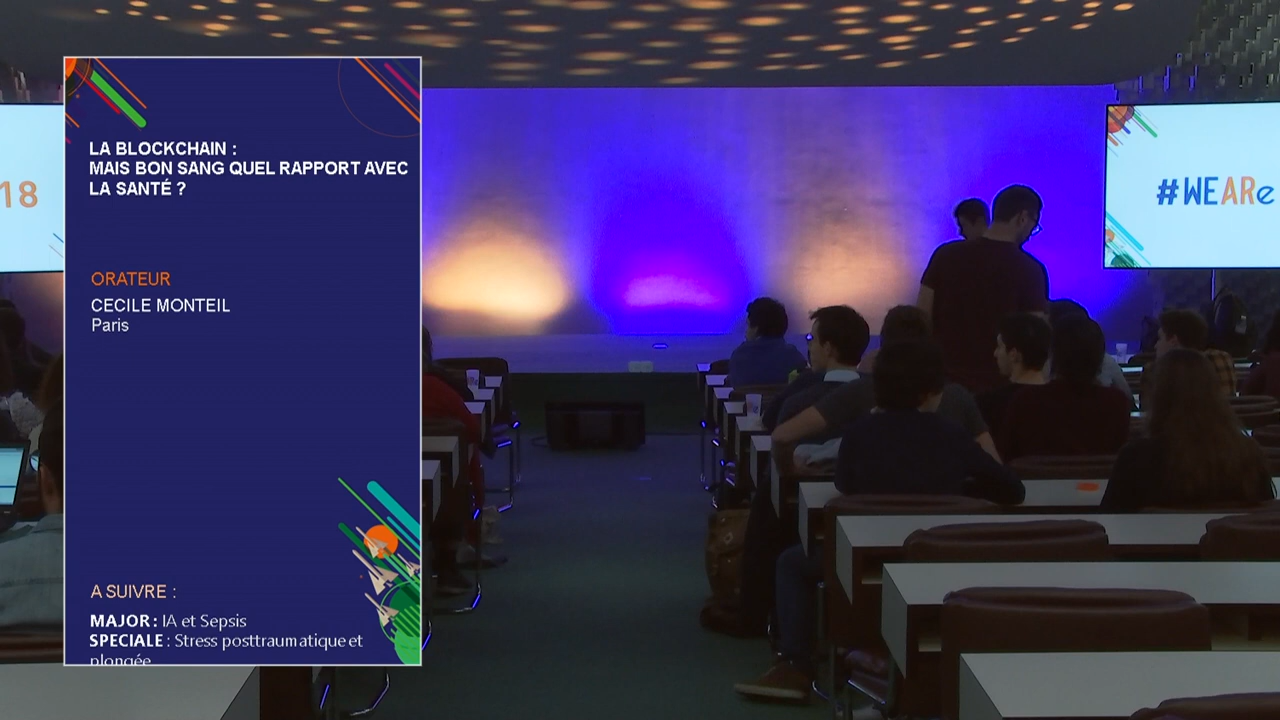 LA BLOCKCHAIN :
MAIS BON SANG QUEL RAPPORT AVEC
LA SANTÉ ?
ORATEUR
CECILE MONTEIL
Paris
A SUIVRE :
MAJOR : IA et Sepsis
SPECIALE : Stress posttraumatique et
plongée
18
#WEARe